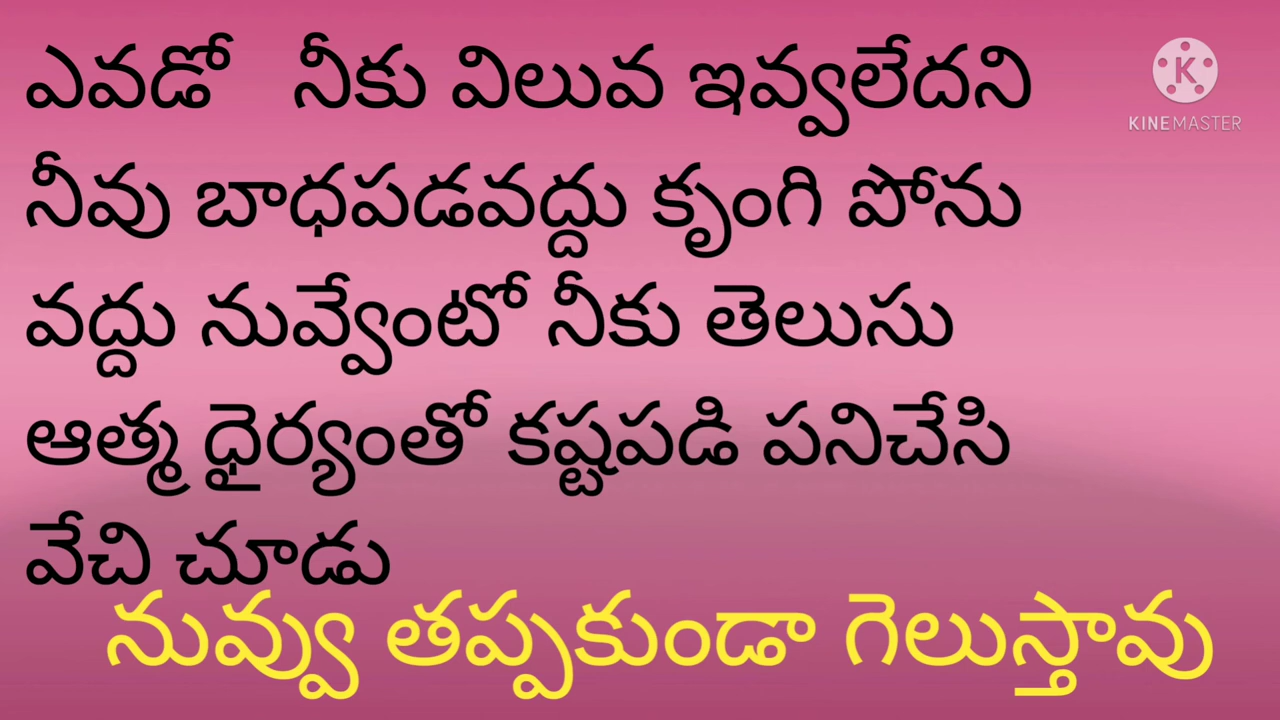 ఎవడో నీకు విలువ ఇవ్వలేదని
నీవు బాధపడవద్దు కృంగి పోను
వద్దు నువ్వేంటో నీకు తెలుసు
ఆత్మ ధైర్యంతో కష్టపడి పనిచేసి
వేచి చూడు
నువ్వు తప్పకుండా గెలుస్తావు
K
KINEMASTER